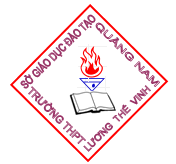 SỞ GIÁO DỤC ĐÀO TẠO
QUẢNG NAM
TRƯỜNG THPT
LƯƠNG THẾ VINH